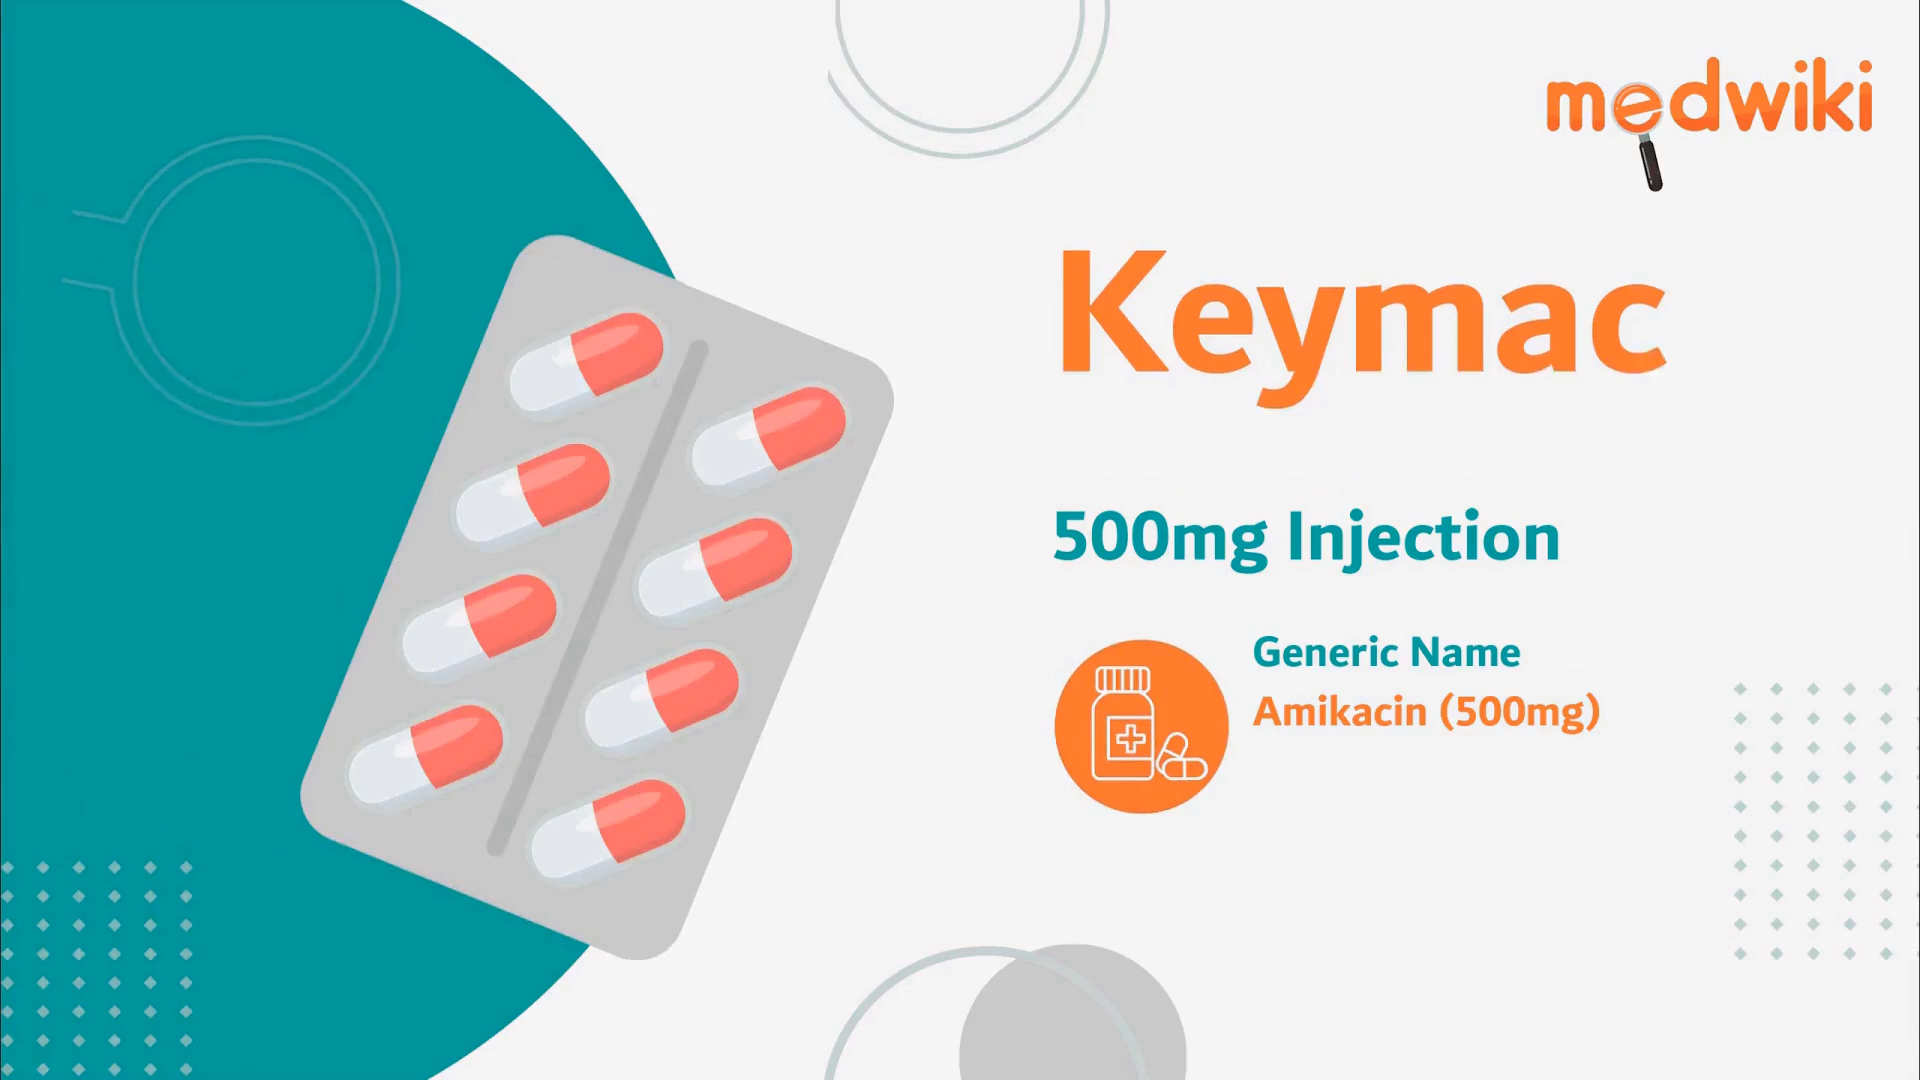 medwiki
Keymac
500mg Injection
Generic Name
Amikacin (500mg)